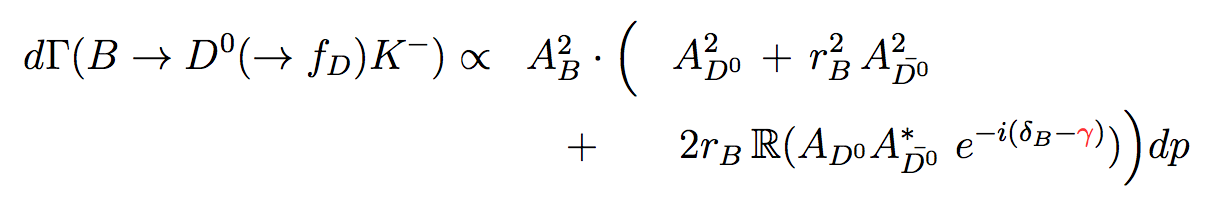 dΓ(B → D⁰(→ f_D)K⁻) ∝ A_B² · ( A_{D⁰}² + r_B² A_{D̄⁰}²
+ 2r_B ℝ(A_{D⁰}A*_{D̄⁰} e^{−i(δ_B−γ)}))dp